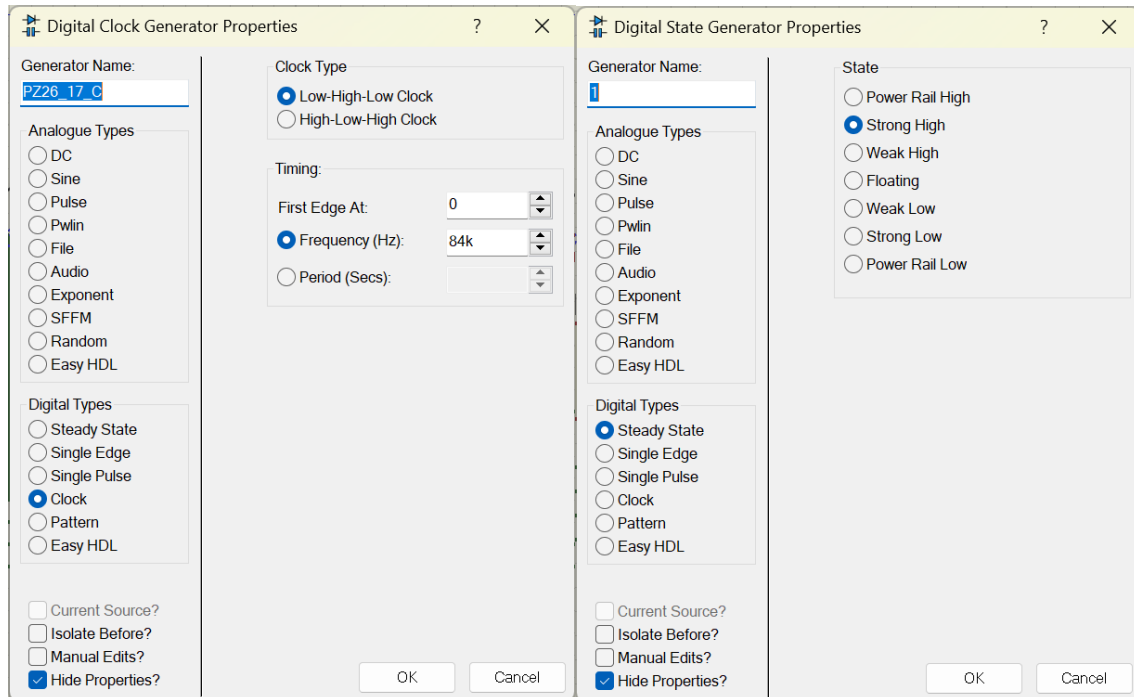 Digital Clock Generator Properties
?
Generator Name:
PZ26_17_C
Analogue Types
DC
Sine
Pulse
Pwlin
File
Audio
Exponent
SFFM
Random
Easy HDL
Digital Types
Steady State
Single Edge
Single Pulse
Clock
Pattern
Easy HDL
Current Source?
Isolate Before?
Manual Edits?
Hide Properties?
Clock Type
Low-High-Low Clock
High-Low-High Clock
Timing:
First Edge At: 0
Frequency (Hz): 84k
Period (Secs):
OK Cancel
Digital State Generator Properties
?
Generator Name:
1
Analogue Types
DC
Sine
Pulse
Pwlin
File
Audio
Exponent
SFFM
Random
Easy HDL
Digital Types
Steady State
Single Edge
Single Pulse
Clock
Pattern
Easy HDL
Current Source?
Isolate Before?
Manual Edits?
Hide Properties?
State
Power Rail High
Strong High
Weak High
Floating
Weak Low
Strong Low
Power Rail Low
OK Cancel